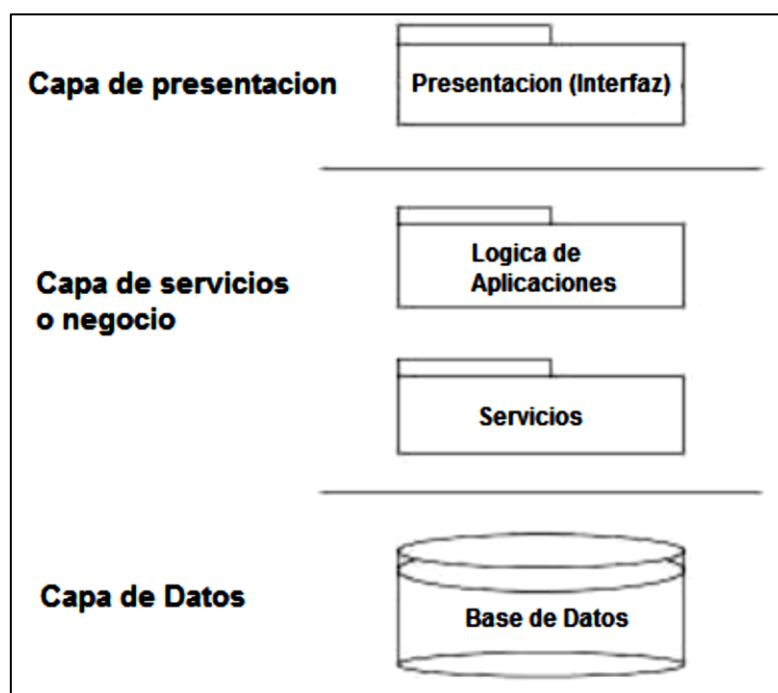 Capa de presentacion
Presentacion (Interfaz)
Capa de servicios
o negocio
Logica de
Aplicaciones
Servicios
Capa de Datos
Base de Datos